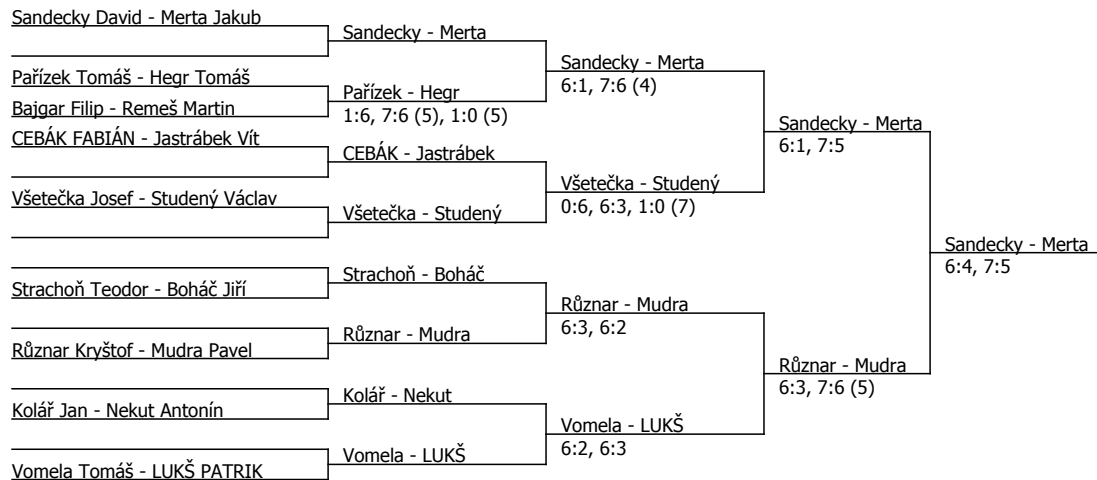 Sandecky David - Merta Jakub
Pařízek Tomáš - Hegr Tomáš
Bajgar Filip - Remeš Martin
CEBÁK FABIÁN - Jastrábek Vít
Všetečka Josef - Studený Václav
Strachoň Teodor - Boháč Jiří
Různar Kryštof - Mudra Pavel
Kolář Jan - Nekut Antonín
Vomela Tomáš - LUKŠ PATRIK
Sandecky - Merta
Pařízek - Hegr
1:6, 7:6 (5), 1:0 (5)
CEBÁK - Jastrábek
Všetečka - Studený
Strachoň - Boháč
Různar - Mudra
Kolář - Nekut
Vomela - LUKŠ
Sandecky - Merta
6:1, 7:6 (4)
Všetečka - Studený
0:6, 6:3, 1:0 (7)
Různar - Mudra
6:3, 6:2
Vomela - LUKŠ
6:2, 6:3
Sandecky - Merta
6:1, 7:5
Různar - Mudra
6:3, 7:6 (5)
Sandecky - Merta
6:4, 7:5